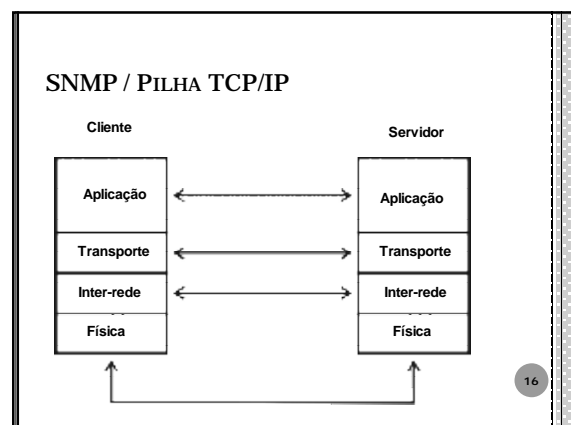 SNMP / PILHA TCP/IP
Cliente
Servidor
Aplicação
Aplicação
Transporte
Transporte
Inter-rede
Inter-rede
Física
Física
16